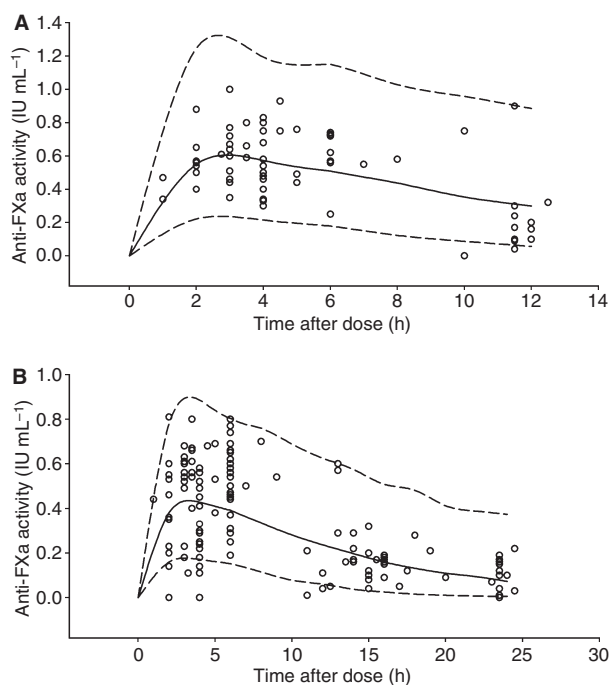 A
1.4
1.2
1.0
0.8
0.6
0.4
0.2
0.0
Anti-FXa activity (IU mL⁻¹)
0 2 4 6 8 10 12 14
Time after dose (h)
B
1.0
0.8
0.6
0.4
0.2
0.0
Anti-FXa activity (IU mL⁻¹)
0 5 10 15 20 25 30
Time after dose (h)